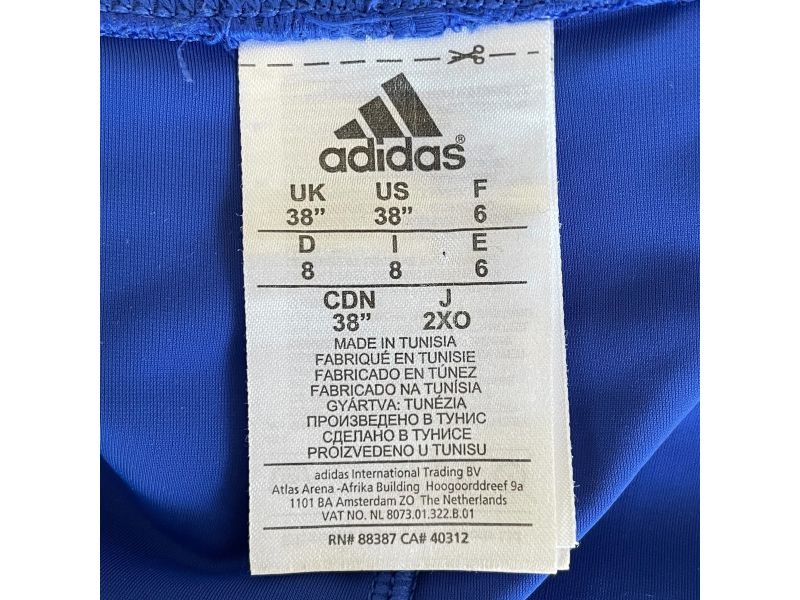 adidas®
UK US F
38” 38” 6
D I E
8 8 6
CDN J
38” 2XO
MADE IN TUNISIA
FABRIQUÉ EN TUNISIE
FABRICADO EN TÚNEZ
FABRICADO NA TUNÍSIA
GYÁRTVA: TUNÉZIA
ПРОИЗВЕДЕНО В ТУНИС
СДЕЛАНО В ТУНИСЕ
PROIZVEDENO U TUNISU
adidas International Trading BV
Atlas Arena -Afrika Building Hoogoorddreef 9a
1101 BA Amsterdam ZO The Netherlands
VAT NO. NL 8073.01.322.B.01
RN# 88387 CA# 40312